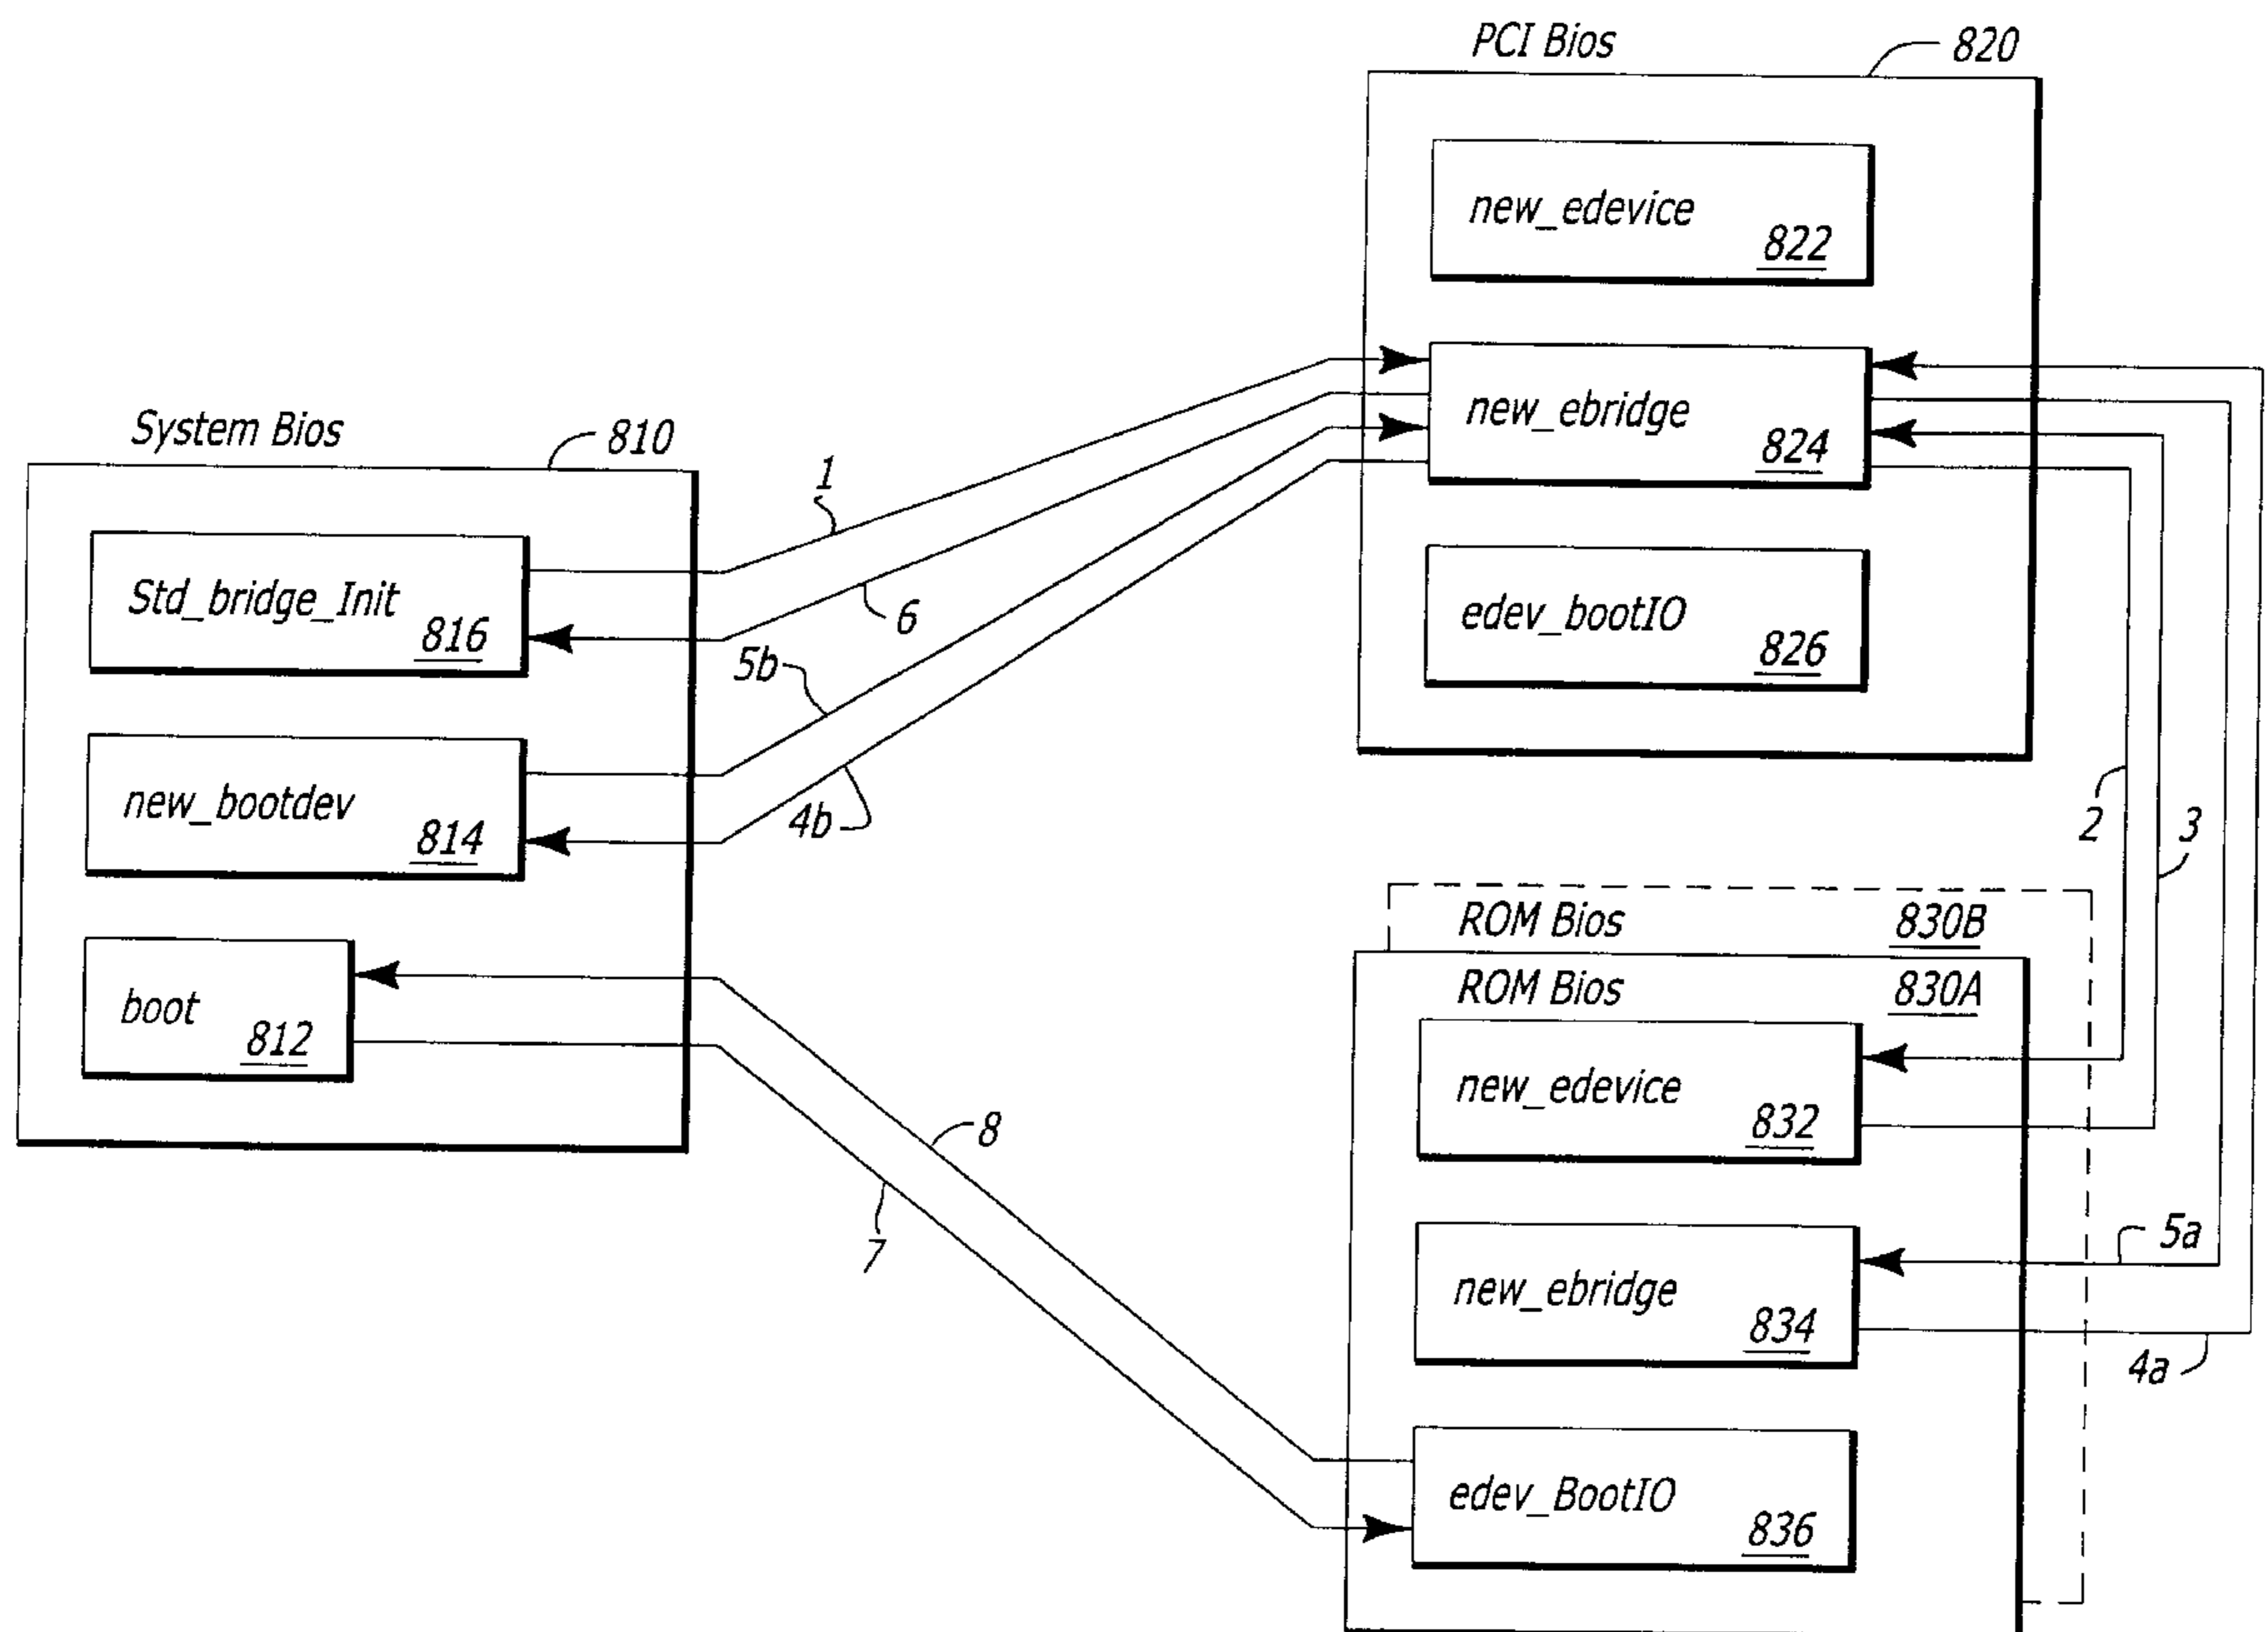 PCI Bios
820
new_edevice
822
new_ebridge
824
edev_bootIO
826
System Bios
810
Std_bridge_Init
816
new_bootdev
814
boot
812
1
6
5b
4b
2
3
ROM Bios 830B
ROM Bios 830A
new_edevice
832
new_ebridge
834
edev_BootIO
836
5a
4a
8
7